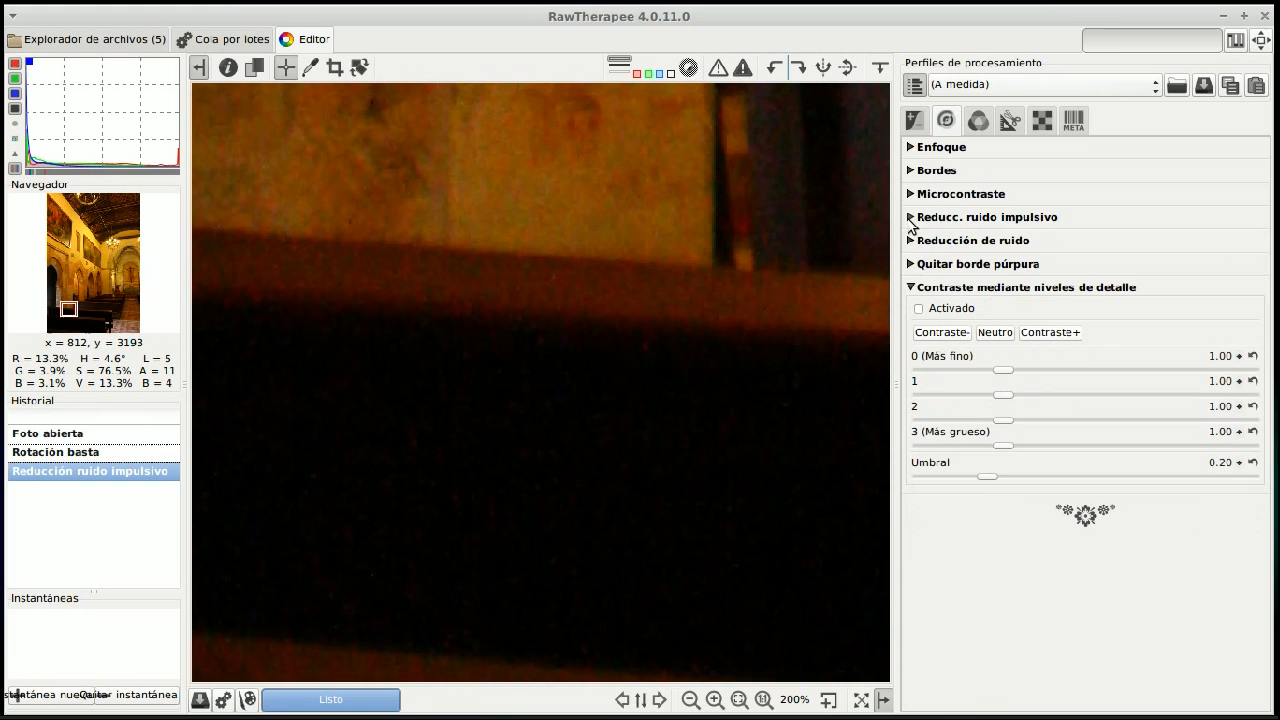 RawTherapee 4.0.11.0
Explorador de archivos (5) Cola por lotes Editor
Perfiles de procesamiento
(A medida)
META
Navegador
x = 812, y = 3193
R = 13.3% H = 4.6° L = 5
G = 3.9% S = 76.5% A = 11
B = 3.1% V = 13.3% B = 4
Historial
Foto abierta
Rotación basta
Reducción ruido impulsivo
Instantáneas
Quitar instantánea
Listo
200%
Enfoque
Bordes
Microcontraste
Reducc. ruido impulsivo
Reducción de ruido
Quitar borde púrpura
Contraste mediante niveles de detalle
Activado
Contraste- Neutro Contraste+
0 (Más fino) 1.00
1 1.00
2 1.00
3 (Más grueso) 1.00
Umbral 0.20